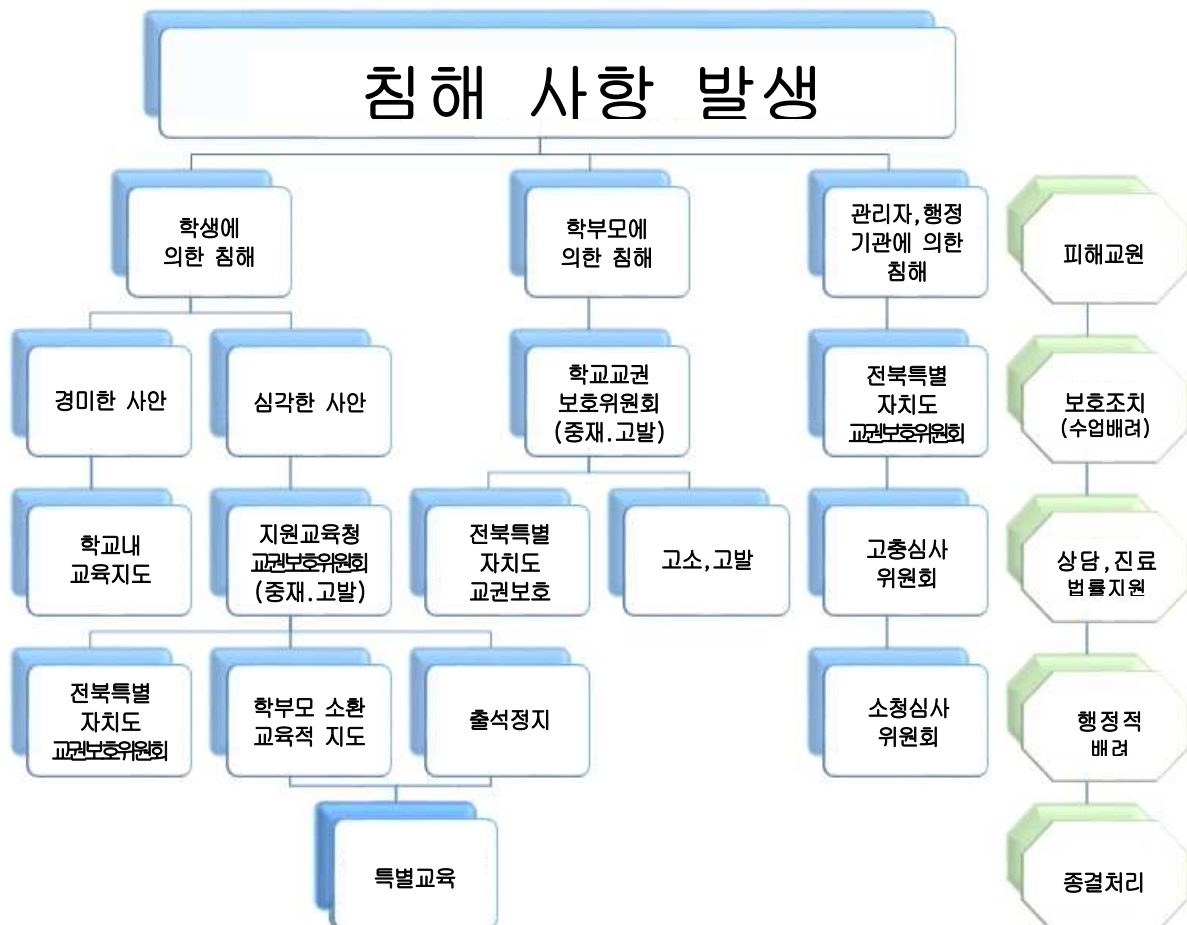 침해 사항 발생
학생에
의한 침해
학부모에
의한 침해
관리자,행정
기관에 의한
침해
피해교원
경미한 사안
심각한 사안
학교교권
보호위원회
(중재.고발)
전북특별
자치도
교권보호위원회
보호조치
(수업배려)
학교내
교육지도
지원교육청
교권보호위원회
(중재.고발)
전북특별
자치도
교권보호
고소,고발
고충심사
위원회
상담,진료
법률지원
전북특별
자치도
교권보호위원회
학부모 소환
교육적 지도
출석정지
소청심사
위원회
행정적
배려
특별교육
종결처리